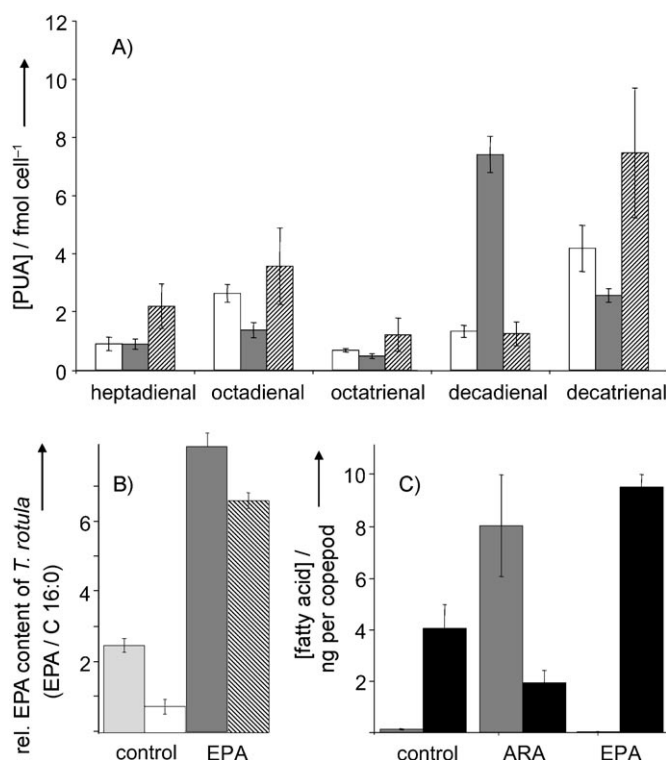 A)
[PUA] / fmol cell⁻¹
12
10
8
6
4
2
0
heptadienal octadienal octatrienal decadienal decatrienal
B)
rel. EPA content of T. rotula
(EPA / C 16:0)
6
4
2
control EPA
C)
[fatty acid] /
ng per copepod
10
8
6
4
2
control ARA EPA